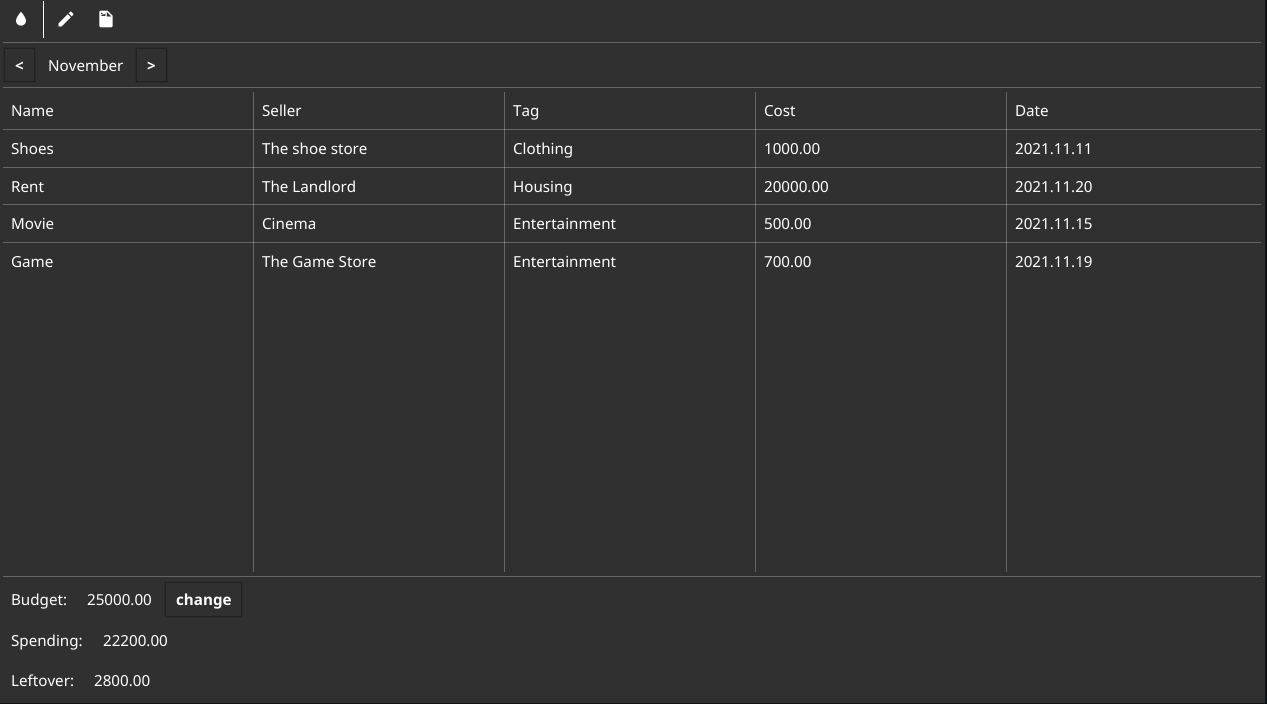 < November >
Name Seller Tag Cost Date
Shoes The shoe store Clothing 1000.00 2021.11.11
Rent The Landlord Housing 20000.00 2021.11.20
Movie Cinema Entertainment 500.00 2021.11.15
Game The Game Store Entertainment 700.00 2021.11.19
Budget: 25000.00 change
Spending: 22200.00
Leftover: 2800.00